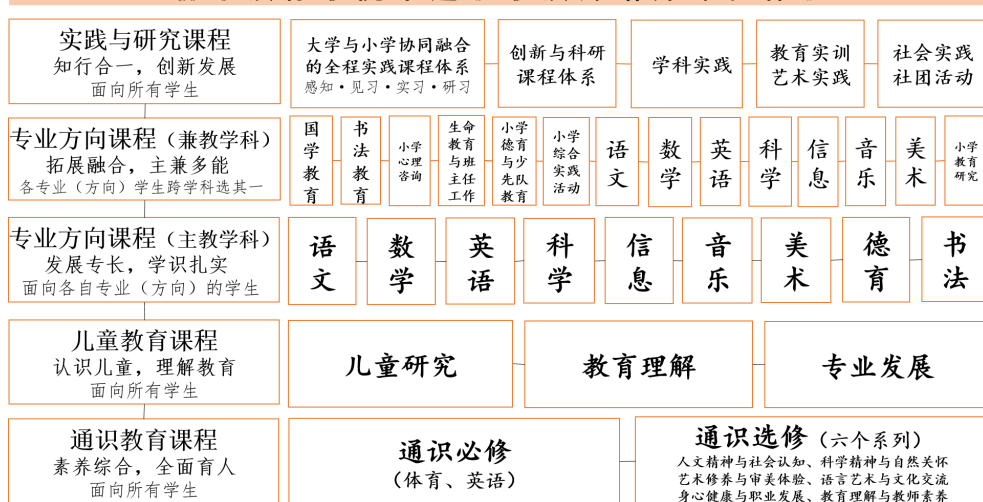 实践与研究课程
知行合一，创新发展
面向所有学生
大学与小学协同融合
的全程实践课程体系
感知·见习·实习·研习
创新与科研
课程体系
学科实践
教育实训
艺术实践
社会实践
社团活动
专业方向课程（兼教学科）
拓展融合，主兼多能
各专业（方向）学生跨学科选其一
国学教育
书法教育
小学
心理
咨询
生命
教育
与班
主任
工作
小学
德育
与少
先队
教育
小学
综合
实践
活动
语文
数学
英语
科学
信息
音乐
美术
小学
教育
研究
专业方向课程（主教学科）
发展专长，学识扎实
面向各自专业（方向）的学生
语文
数学
英语
科学
信息
音乐
美术
德育
书法
儿童教育课程
认识儿童，理解教育
面向所有学生
儿童研究
教育理解
专业发展
通识教育课程
素养综合，全面育人
面向所有学生
通识必修
（体育、英语）
通识选修（六个系列）
人文精神与社会认知、科学精神与自然关怀
艺术修养与审美体验、语言艺术与文化交流
身心健康与职业发展、教育理解与教师素养